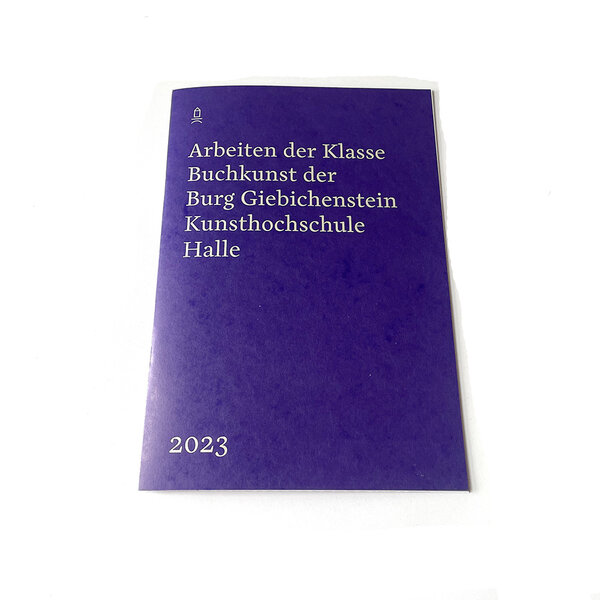 Arbeiten der Klasse
Buchkunst der
Burg Giebichenstein
Kunsthochschule
Halle
2023